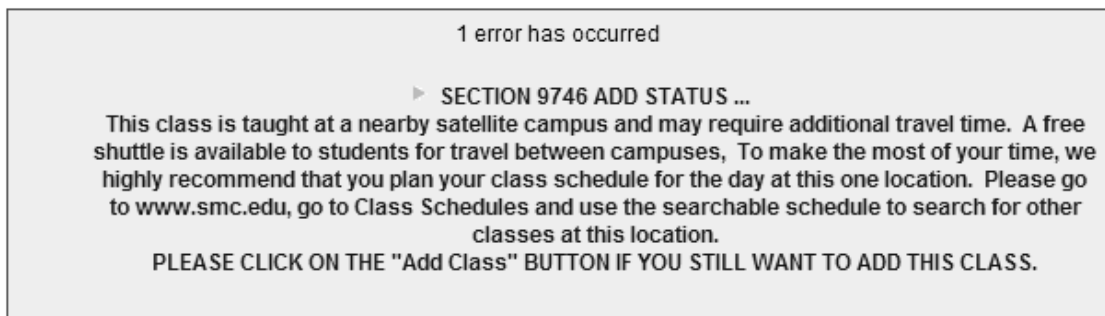 1 error has occurred
SECTION 9746 ADD STATUS ...
This class is taught at a nearby satellite campus and may require additional travel time.  A free
shuttle is available to students for travel between campuses,  To make the most of your time, we
highly recommend that you plan your class schedule for the day at this one location.  Please go
to www.smc.edu, go to Class Schedules and use the searchable schedule to search for other
classes at this location.
PLEASE CLICK ON THE "Add Class" BUTTON IF YOU STILL WANT TO ADD THIS CLASS.